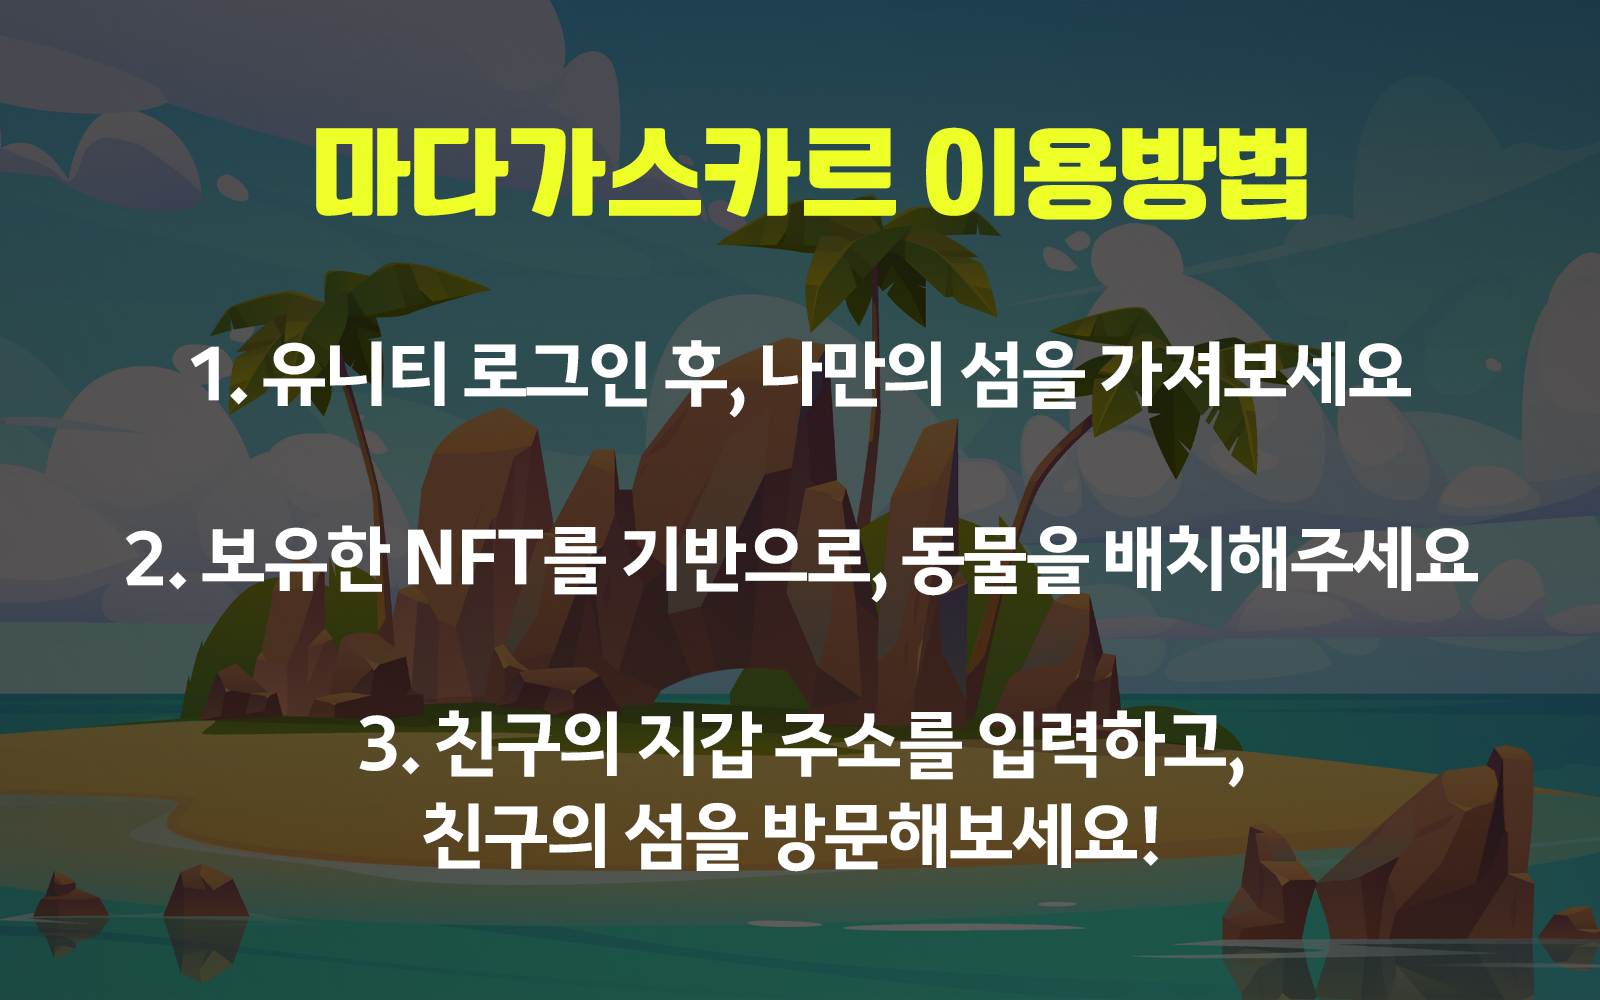 마다가스카르 이용방법
1. 유니티 로그인 후, 나만의 섬을 가져보세요
2. 보유한 NFT를 기반으로, 동물을 배치해주세요
3. 친구의 지갑 주소를 입력하고,
친구의 섬을 방문해보세요!